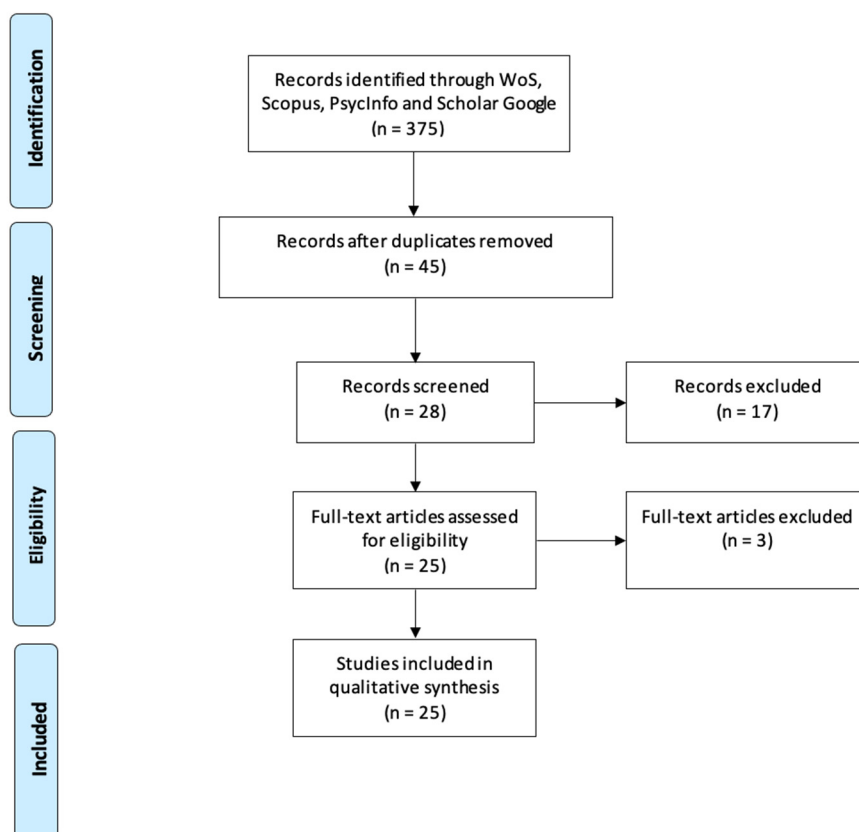 Identification
Records identified through WoS,
Scopus, PsycInfo and Scholar Google
(n = 375)
Screening
Records after duplicates removed
(n = 45)
Records screened
(n = 28)
Records excluded
(n = 17)
Eligibility
Full-text articles assessed
for eligibility
(n = 25)
Full-text articles excluded
(n = 3)
Included
Studies included in
qualitative synthesis
(n = 25)